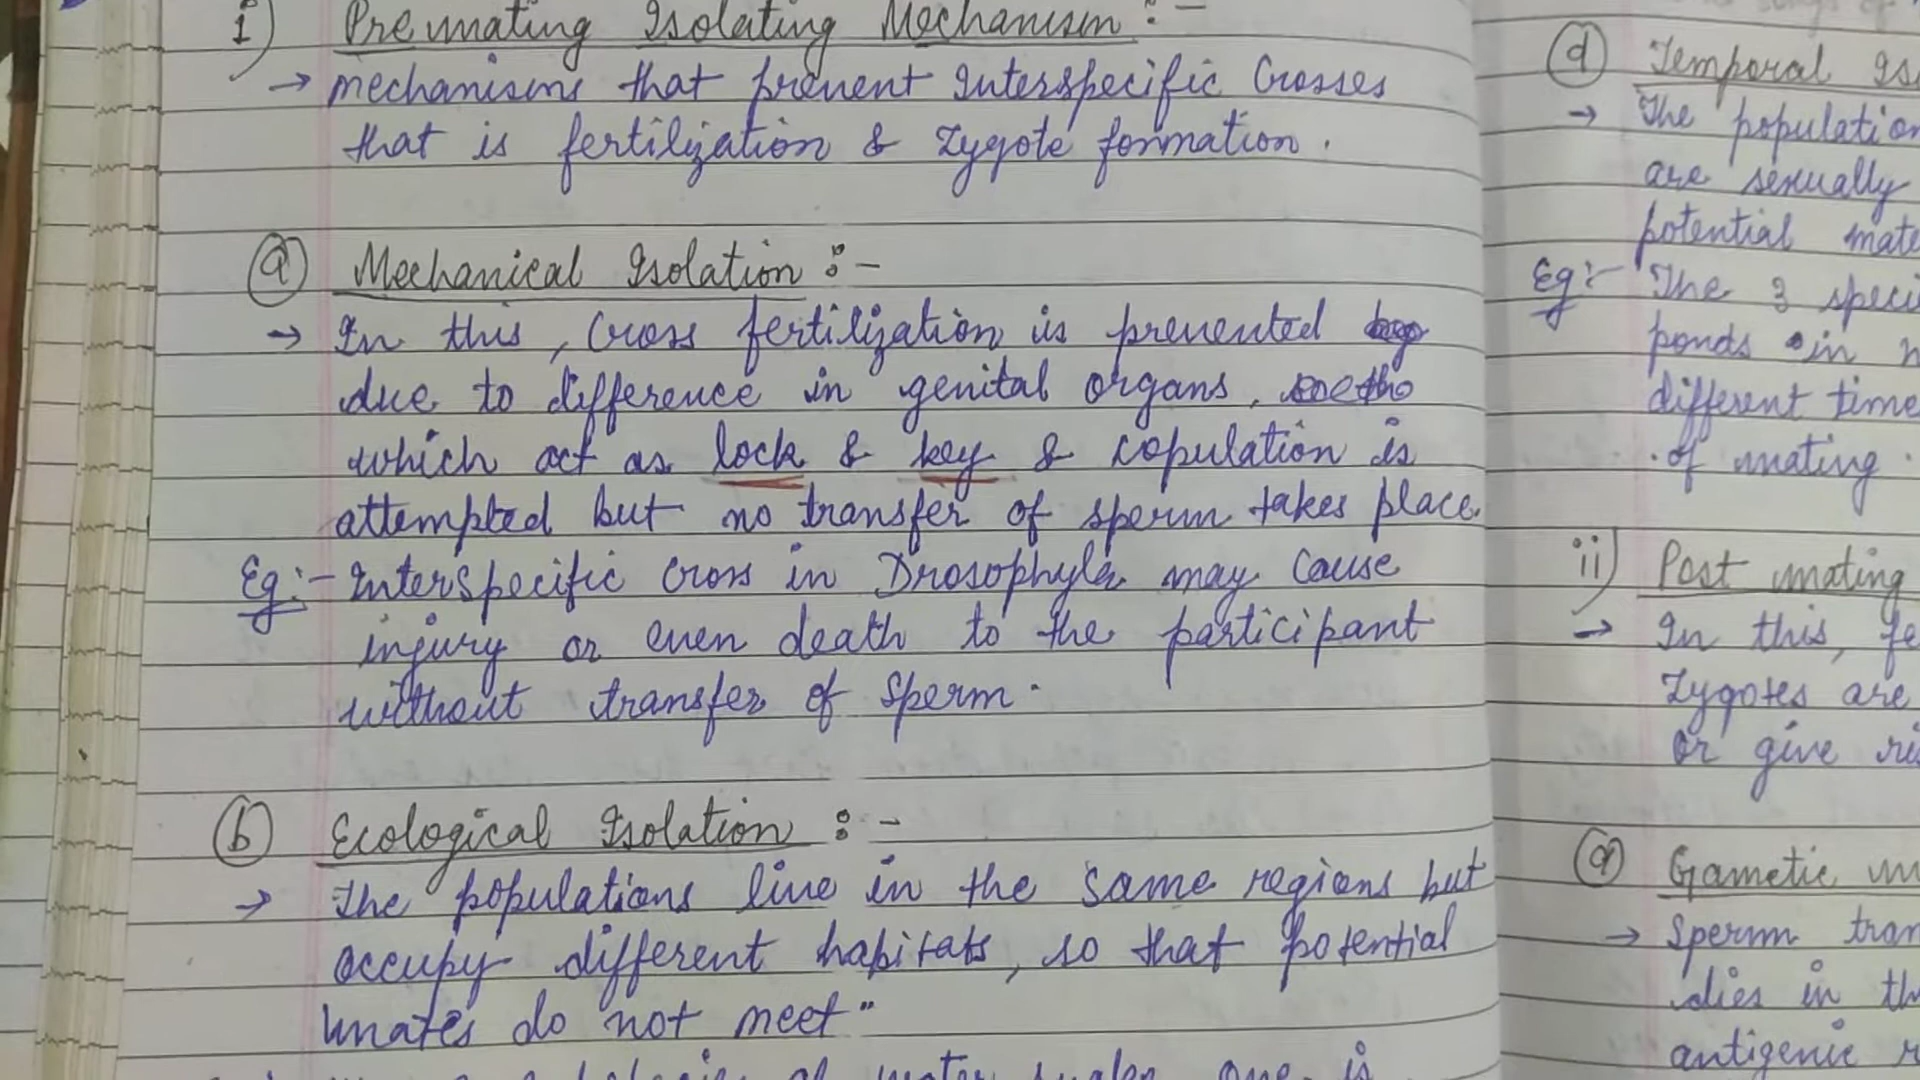 i) Premating Isolating Mechanism :-
→ mechanisms that prevent Interspecific Crosses
that is fertilization & Zygote formation.
(a) Mechanical Isolation :-
→ In this, Cross fertilization is prevented
due to difference in genital organs,
which act as lock & key & copulation is
attempted but no transfer of sperm takes place.
Eg:- Interspecific Cross in Drosophyla may cause
injury or even death to the participant
without transfer of sperm.
(b) Ecological Isolation :-
→ The populations live in the same regions but
occupy different habitats, so that potential
mates do not meet"
of water one is
(d) Temporal
→ The
are sexually
potential
Eg:- The 3
ponds in
different time
of mating.
ii) Post mating
→ In this,
Zygotes are
or give
(a) Gametic
→ Sperm
dies in
antigenic